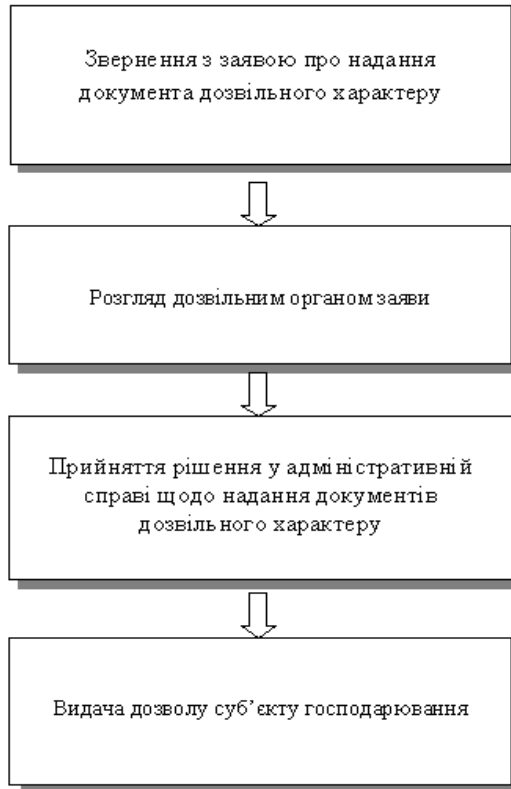 Звернення з заявою про надання
документа дозвільного характеру
Розгляд дозвільним органом заяви
Прийняття рішення у адміністративній
справі щодо надання документів
дозвільного характеру
Видача дозволу суб’єкту господарювання